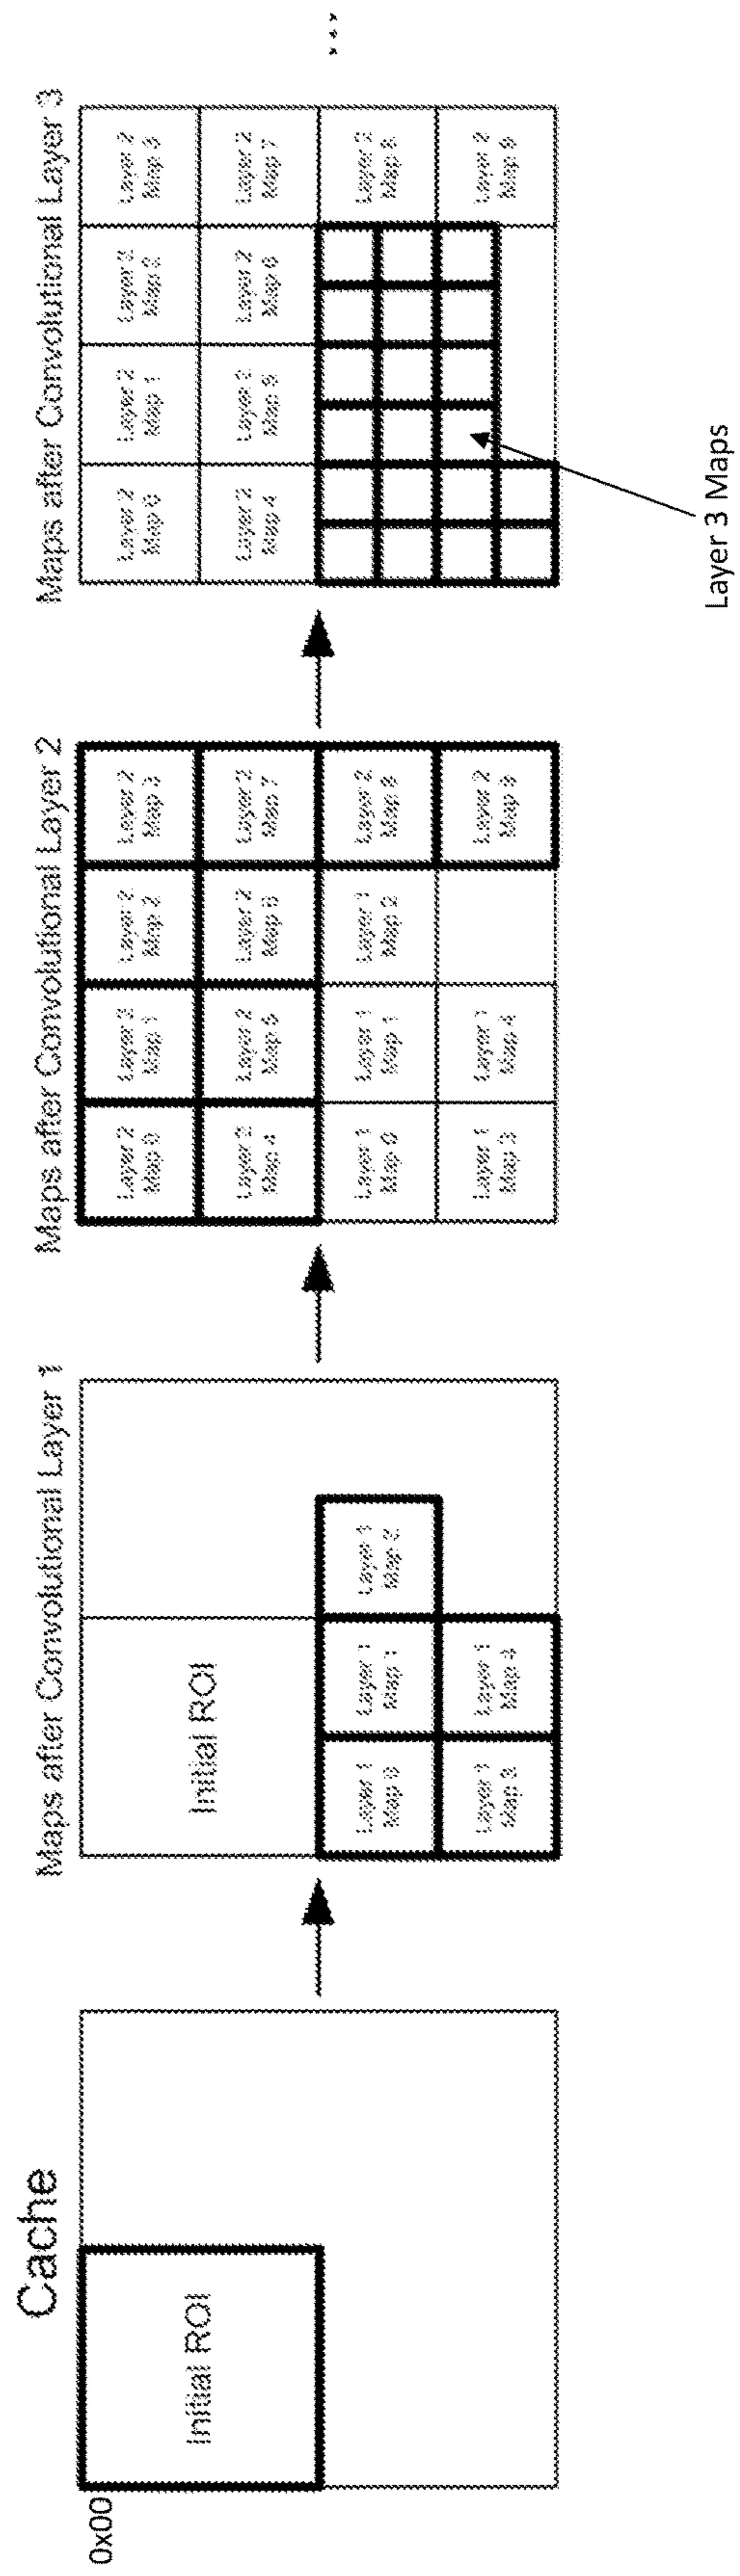 Cache
0x00
Initial ROI
Maps after Convolutional Layer 1
Initial ROI
Layer 1
Map 0
Layer 1
Map 1
Layer 1
Map 2
Layer 1
Map 3
Layer 1
Map 4
Maps after Convolutional Layer 2
Layer 2
Map 0
Layer 2
Map 1
Layer 2
Map 2
Layer 2
Map 3
Layer 2
Map 4
Layer 2
Map 5
Layer 2
Map 6
Layer 2
Map 7
Layer 1
Map 0
Layer 1
Map 1
Layer 1
Map 2
Layer 2
Map 8
Layer 1
Map 3
Layer 1
Map 4
Layer 2
Map 9
Maps after Convolutional Layer 3
Layer 2
Map 0
Layer 2
Map 1
Layer 2
Map 2
Layer 2
Map 3
Layer 2
Map 4
Layer 2
Map 5
Layer 2
Map 6
Layer 2
Map 7
Layer 2
Map 8
Layer 2
Map 9
Layer 3 Maps
...